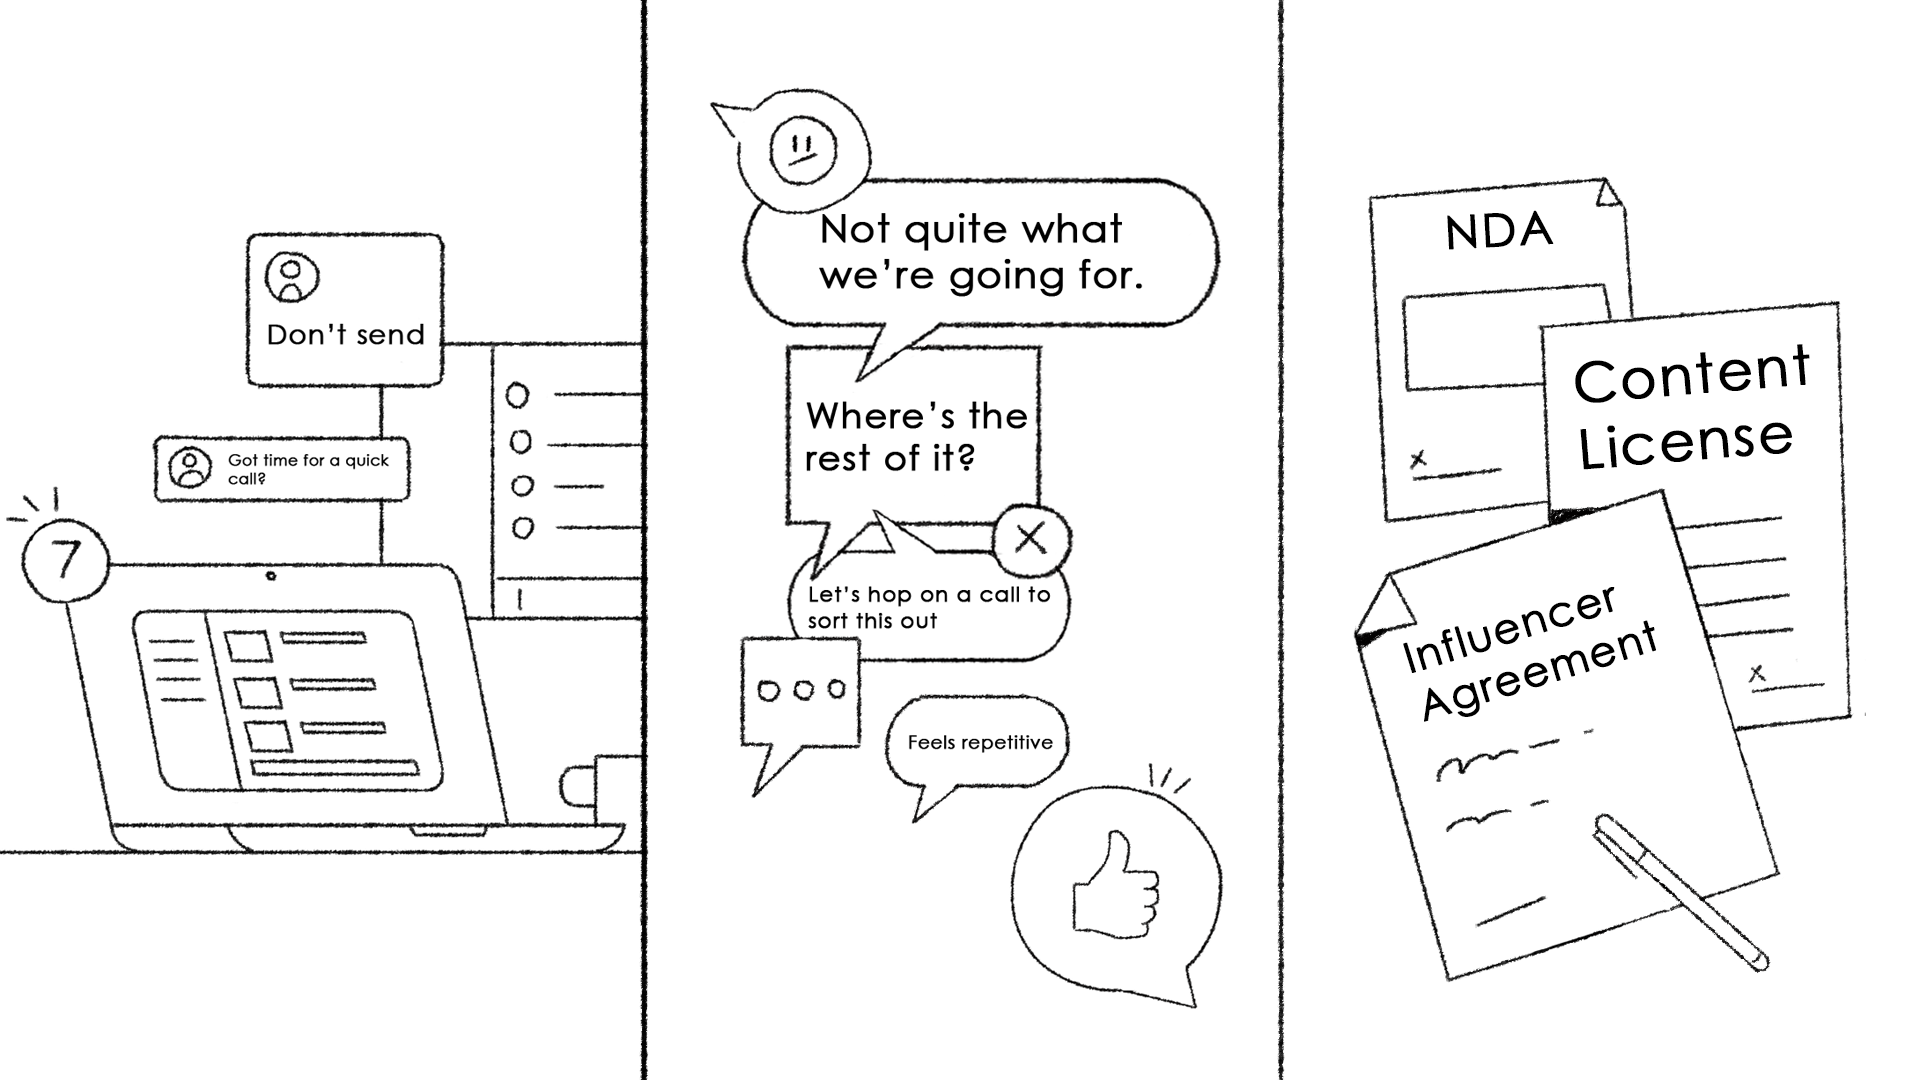 Don't send
Got time for a quick
call?
7
Not quite what
we're going for.
Where's the
rest of it?
Let's hop on a call to
sort this out
Feels repetitive
NDA
x
Content
License
x
Influencer
Agreement